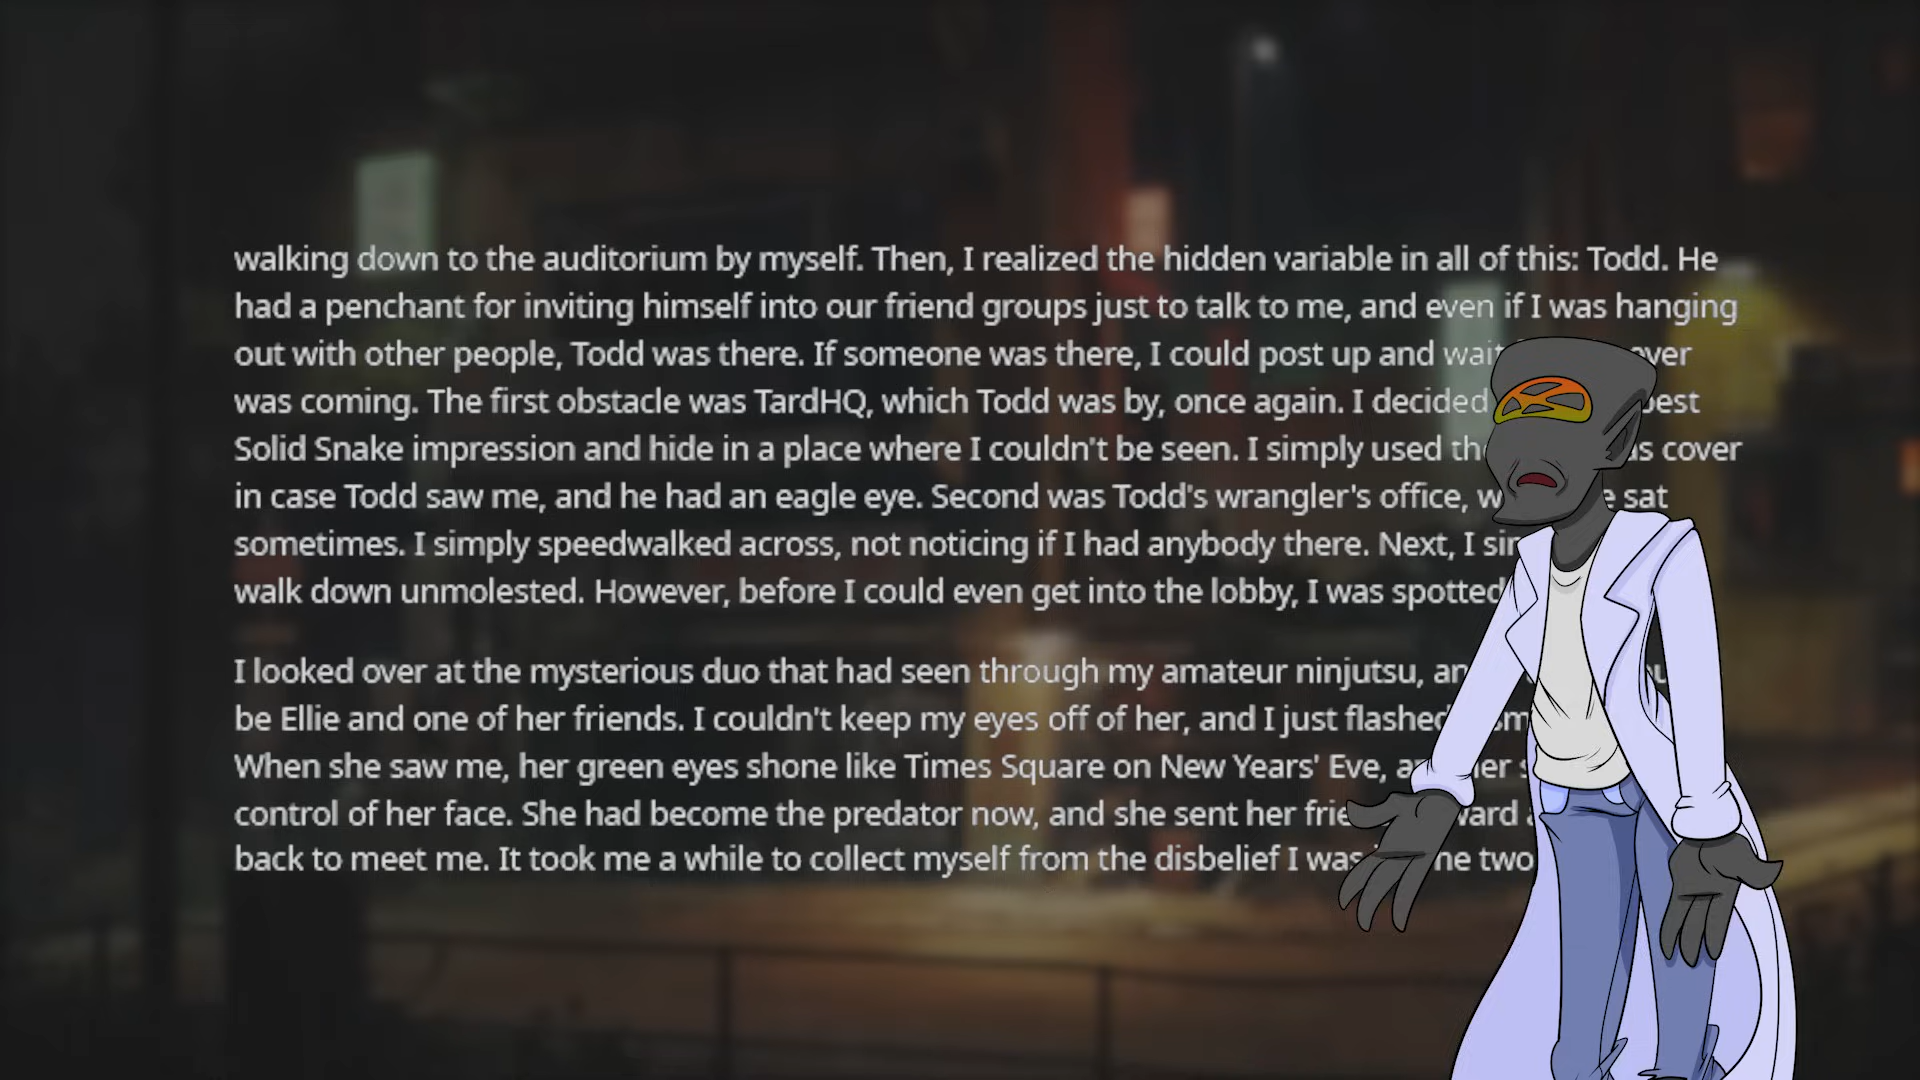 walking down to the auditorium by myself. Then, I realized the hidden variable in all of this: Todd. He
had a penchant for inviting himself into our friend groups just to talk to me, and even if I was hanging
out with other people, Todd was there. If someone was there, I could post up and wait
was coming. The first obstacle was TardHQ, which Todd was by, once again. I decided best
Solid Snake impression and hide in a place where I couldn't be seen. I simply used as cover
in case Todd saw me, and he had an eagle eye. Second was Todd's wrangler's office, sat
sometimes. I simply speedwalked across, not noticing if I had anybody there. Next, I
walk down unmolested. However, before I could even get into the lobby, I was spotted
I looked over at the mysterious duo that had seen through my amateur ninjutsu,
be Ellie and one of her friends. I couldn't keep my eyes off of her, and I just flashed
When she saw me, her green eyes shone like Times Square on New Years' Eve, her
control of her face. She had become the predator now, and she sent her
back to meet me. It took me a while to collect myself from the disbelief I was two